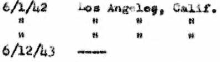 6/1/42 Los Angeles, Calif.
" " " "
6/12/43 ----